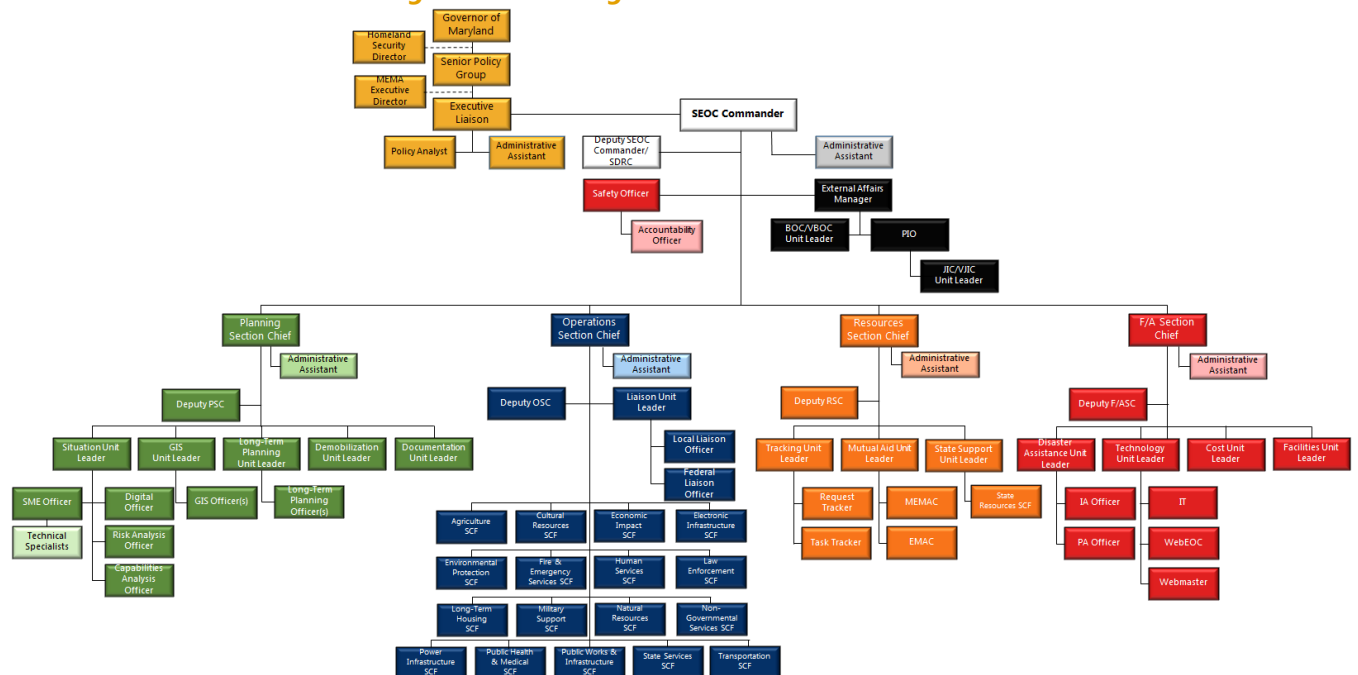 Governor of
Maryland
Homeland
Security
Director
Senior Policy
Group
MEMA
Executive
Director
Executive
Liaison
SEOC Commander
Policy Analyst
Administrative
Assistant
Deputy SEOC
Commander/
SDRC
Administrative
Assistant
Safety Officer
External Affairs
Manager
Accountability
Officer
BOC/VBOC
Unit Leader
PIO
JIC/VJIC
Unit Leader
Planning
Section Chief
Operations
Section Chief
Resources
Section Chief
F/A Section
Chief
Administrative
Assistant
Administrative
Assistant
Administrative
Assistant
Administrative
Assistant
Deputy PSC
Deputy OSC
Liaison Unit
Leader
Deputy RSC
Deputy F/ASC
Situation Unit
Leader
GIS
Unit Leader
Long-Term
Planning
Unit Leader
Demobilization
Unit Leader
Documentation
Unit Leader
Local Liaison
Officer
Federal
Liaison
Officer
Tracking Unit
Leader
Mutual Aid Unit
Leader
State Support
Unit Leader
Disaster
Assistance Unit
Leader
Technology
Unit Leader
Cost Unit
Leader
Facilities Unit
Leader
SME Officer
Digital
Officer
GIS Officer(s)
Long-Term
Planning
Officer(s)
Technical
Specialists
Risk Analysis
Officer
Capabilities
Analysis
Officer
Request
Tracker
MEMAC
State
Resources SCF
Task Tracker
EMAC
IA Officer
IT
PA Officer
WebEOC
Webmaster
Agriculture
SCF
Cultural
Resources
SCF
Economic
Impact
SCF
Electronic
Infrastructure
SCF
Environmental
Protection
SCF
Fire &
Emergency
Services SCF
Human
Services
SCF
Law
Enforcement
SCF
Long-Term
Housing
SCF
Military
Support
SCF
Natural
Resources
SCF
Non-
Governmental
Services SCF
Power
Infrastructure
SCF
Public Health
& Medical
SCF
Public Works &
Infrastructure
SCF
State Services
SCF
Transportation
SCF